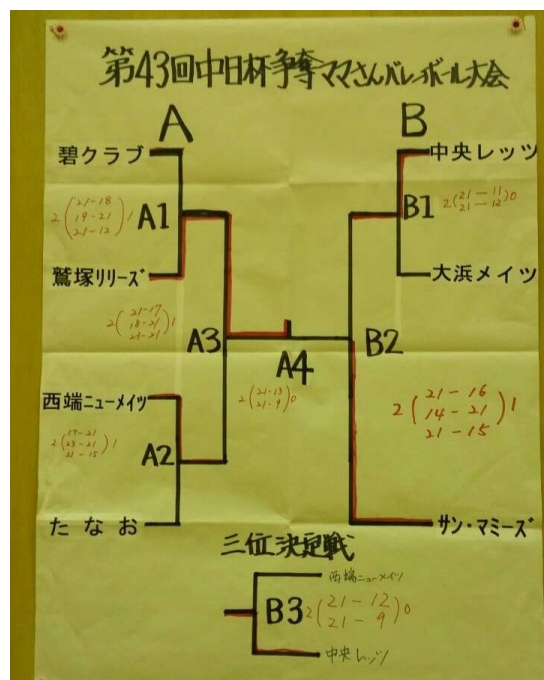 第43回中日杯争奪ママさんバレーボール大会
A
B
碧クラブ
中央レッツ
2(21-18 19-21 21-12)1
A1
B1
2(21-11 21-12)0
鷲塚リリーズ
大浜メイツ
2(21-17 18-21 21-21)1
A3
B2
A4
西端ニューメイツ
2(21-13 21-9)0
2(21-16 14-21 21-15)1
2(17-21 23-21 21-15)1
A2
たなお
サン・マミーズ
三位決定戦
西端ニューメイツ
B3
2(21-12 21-9)0
中央レッツ